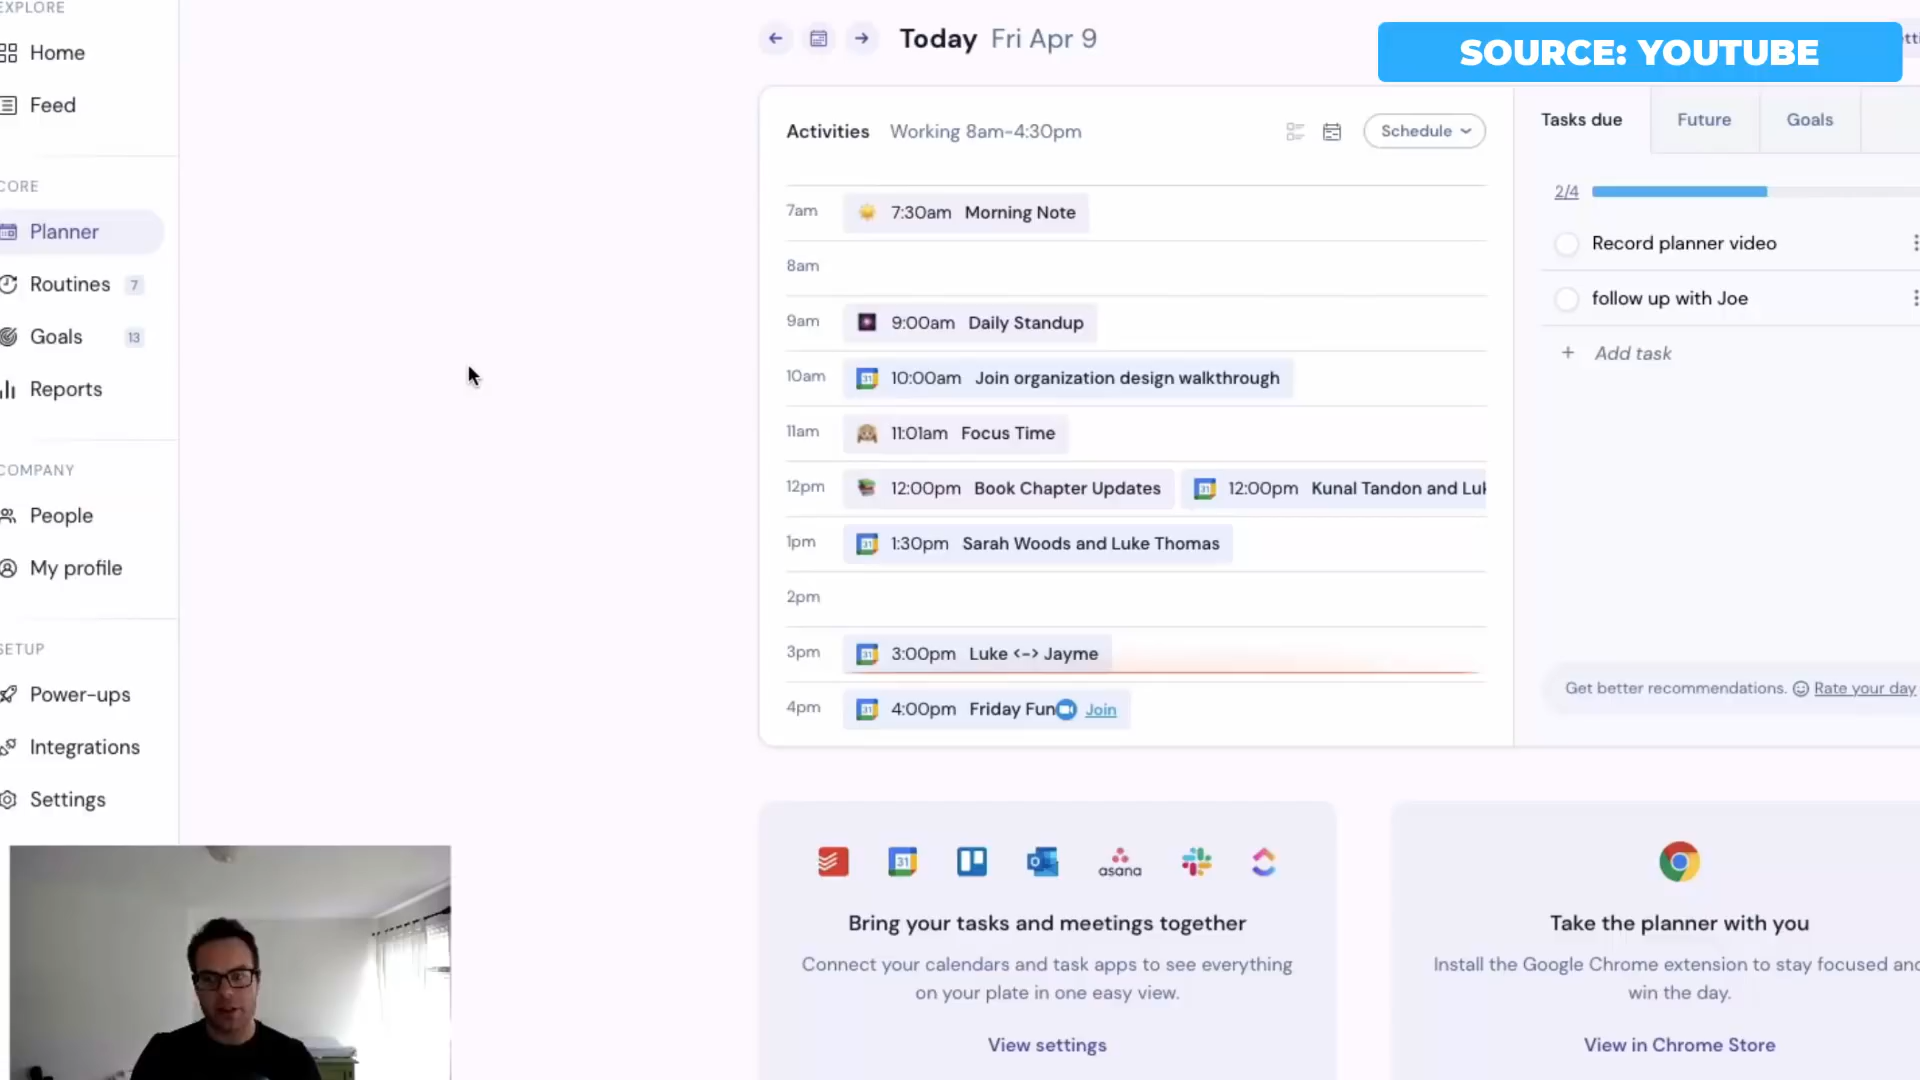 EXPLORE
Home
Feed
CORE
Planner
Routines 7
Goals 13
Reports
COMPANY
People
My profile
SETUP
Power-ups
Integrations
Settings
Today Fri Apr 9
SOURCE: YOUTUBE
Activities Working 8am-4:30pm
Schedule
7am 7:30am Morning Note
8am
9am 9:00am Daily Standup
10am 31 10:00am Join organization design walkthrough
11am 11:01am Focus Time
12pm 12:00pm Book Chapter Updates 31 12:00pm Kunal Tandon and Luk
1pm 31 1:30pm Sarah Woods and Luke Thomas
2pm
3pm 31 3:00pm Luke <-> Jayme
4pm 31 4:00pm Friday Fun Join
Tasks due Future Goals
2/4
Record planner video
follow up with Joe
+ Add task
Get better recommendations. Rate your day
31 asana
Bring your tasks and meetings together
Connect your calendars and task apps to see everything
on your plate in one easy view.
View settings
Take the planner with you
Install the Google Chrome extension to stay focused and
win the day.
View in Chrome Store